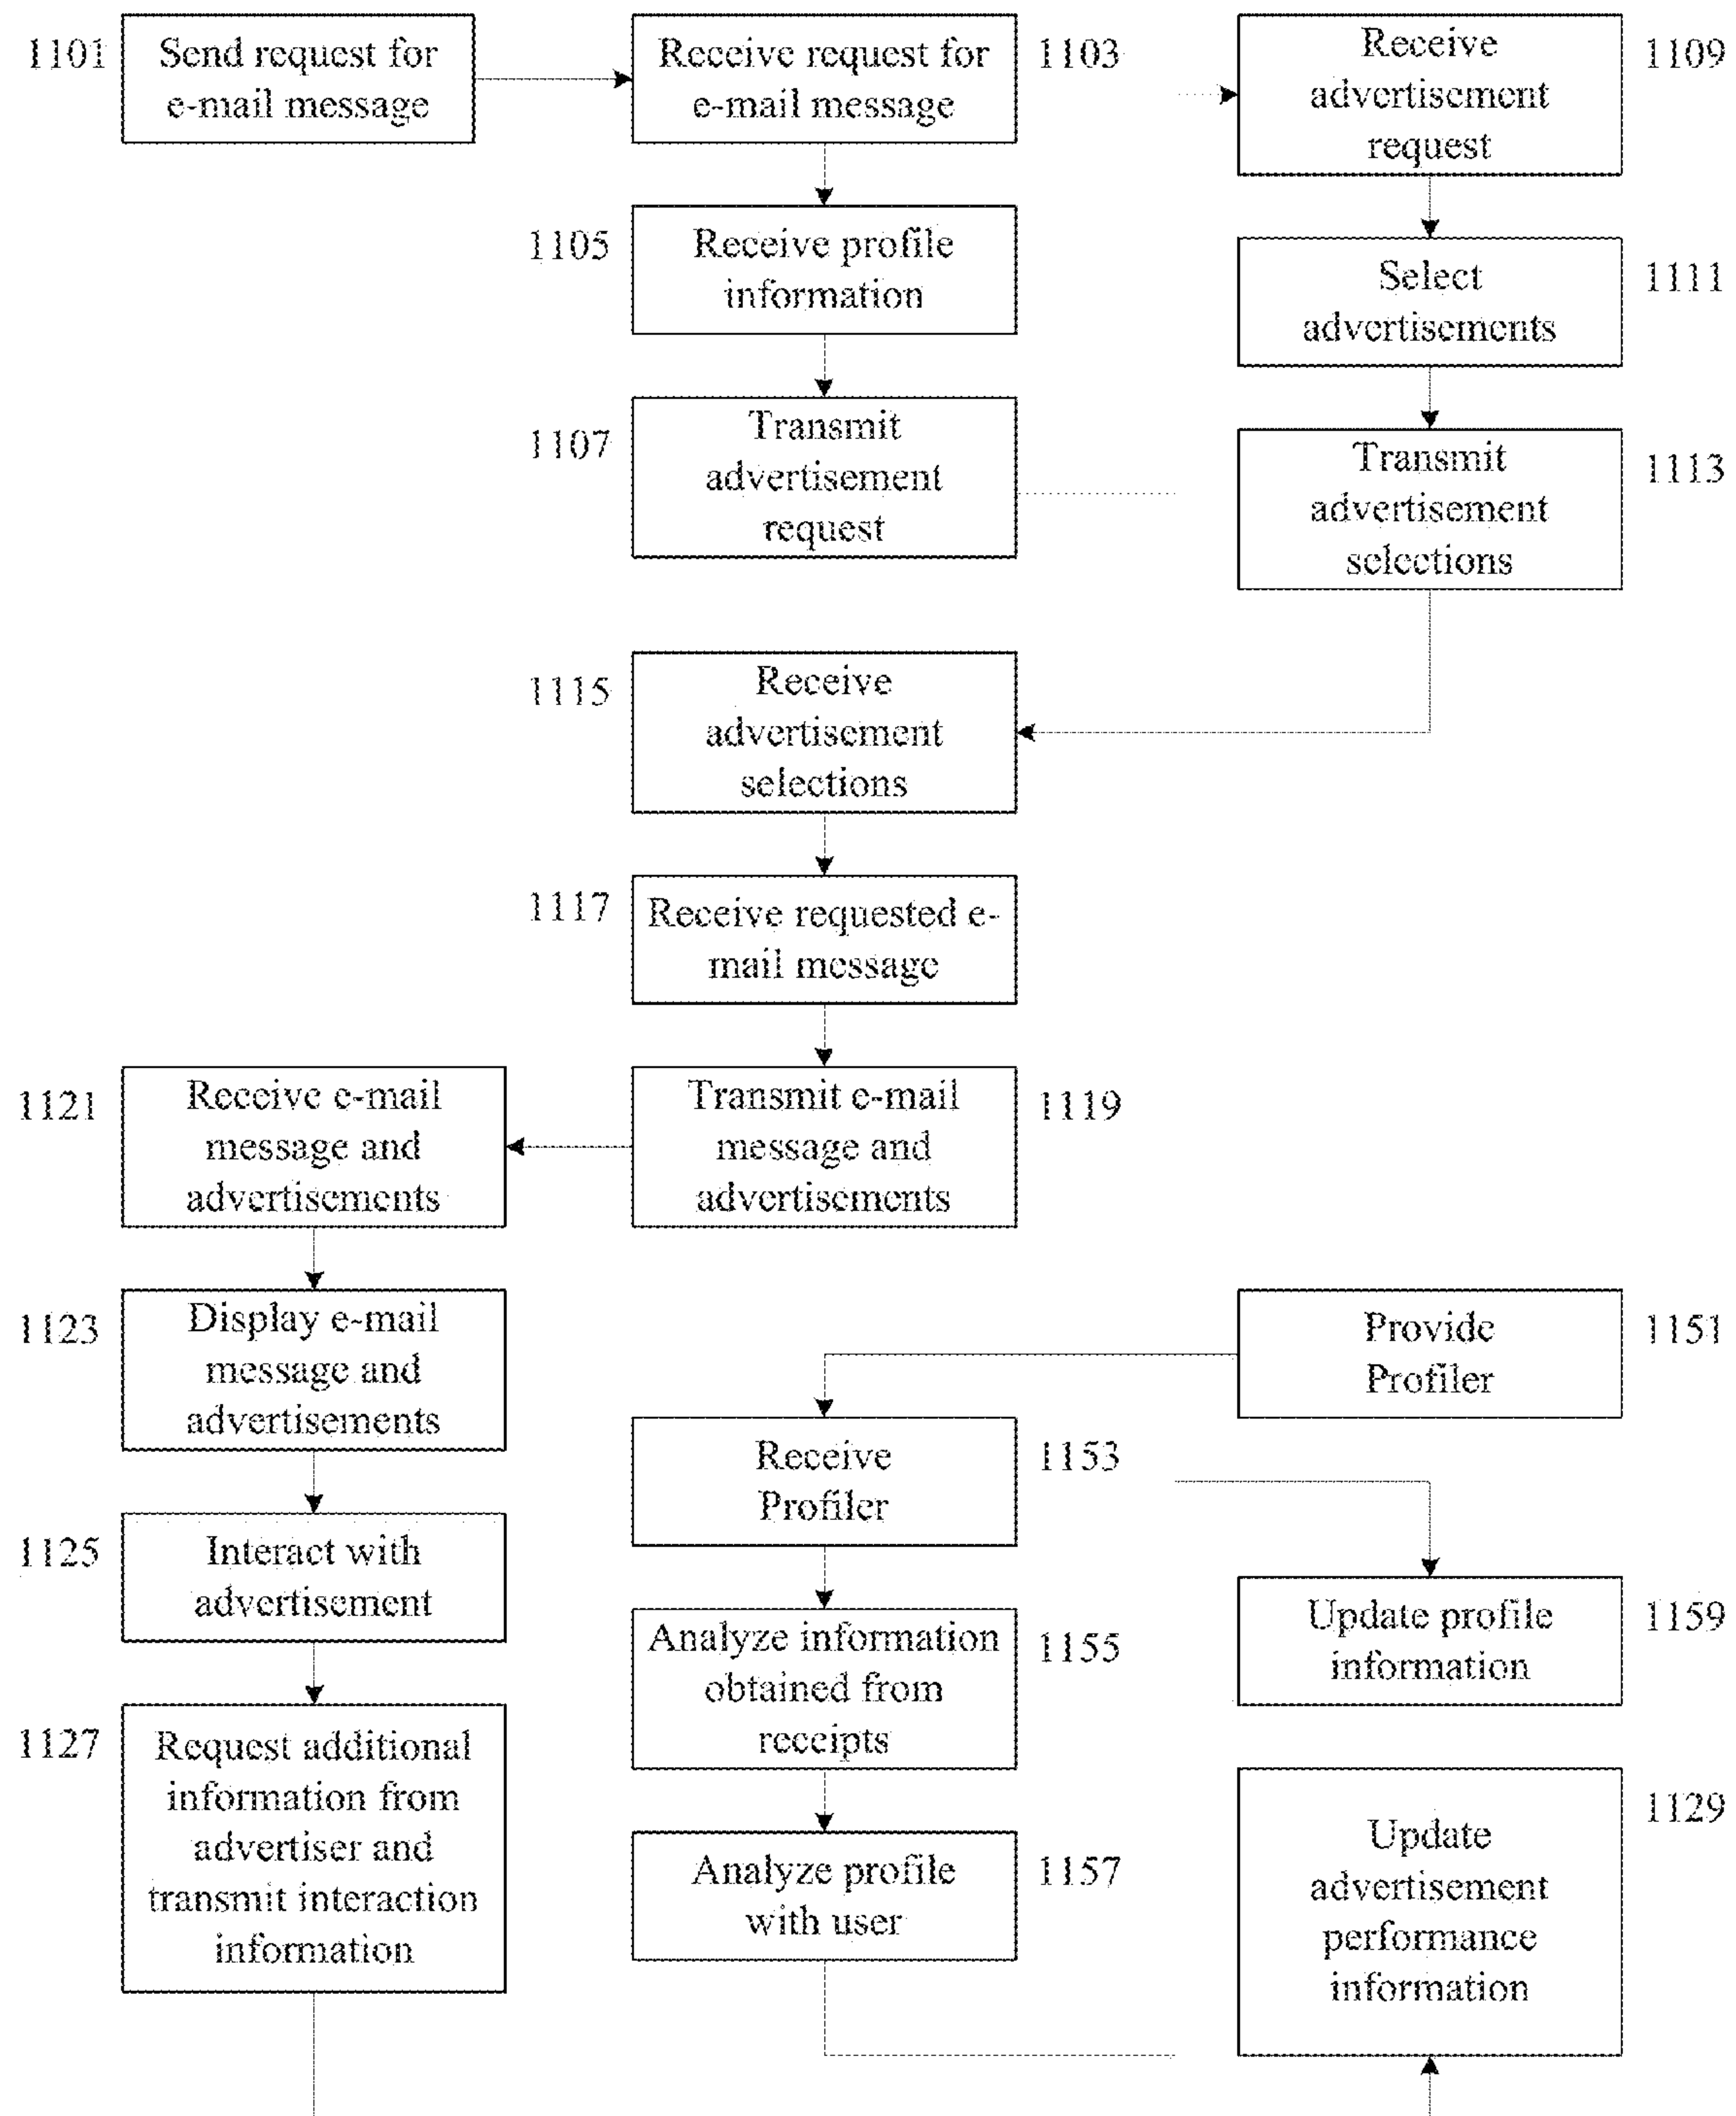 1101
Send request for
e-mail message
Receive request for
e-mail message
1103
Receive
advertisement
request
1109
1105
Receive profile
information
Select
advertisements
1111
1107
Transmit
advertisement
request
Transmit
advertisement
selections
1113
1115
Receive
advertisement
selections
1117
Receive requested e-
mail message
1121
Receive e-mail
message and
advertisements
Transmit e-mail
message and
advertisements
1119
1123
Display e-mail
message and
advertisements
Provide
Profiler
1151
Receive
Profiler
1153
1125
Interact with
advertisement
Analyze information
obtained from
receipts
1155
Update profile
information
1159
1127
Request additional
information from
advertiser and
transmit interaction
information
Analyze profile
with user
1157
Update
advertisement
performance
information
1129